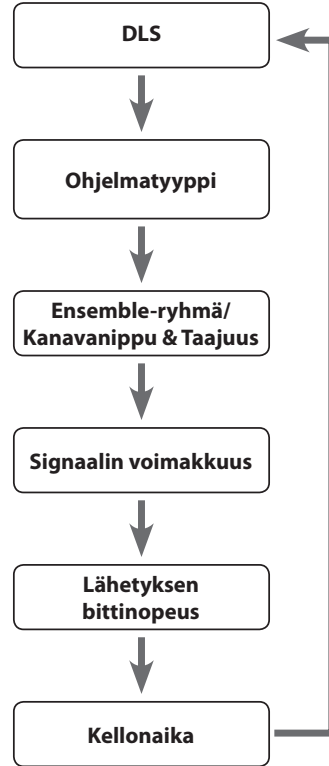 DLS
Ohjelmatyyppi
Ensemble-ryhmä/
Kanavanippu & Taajuus
Signaalin voimakkuus
Lähetyksen
bittinopeus
Kellonaika